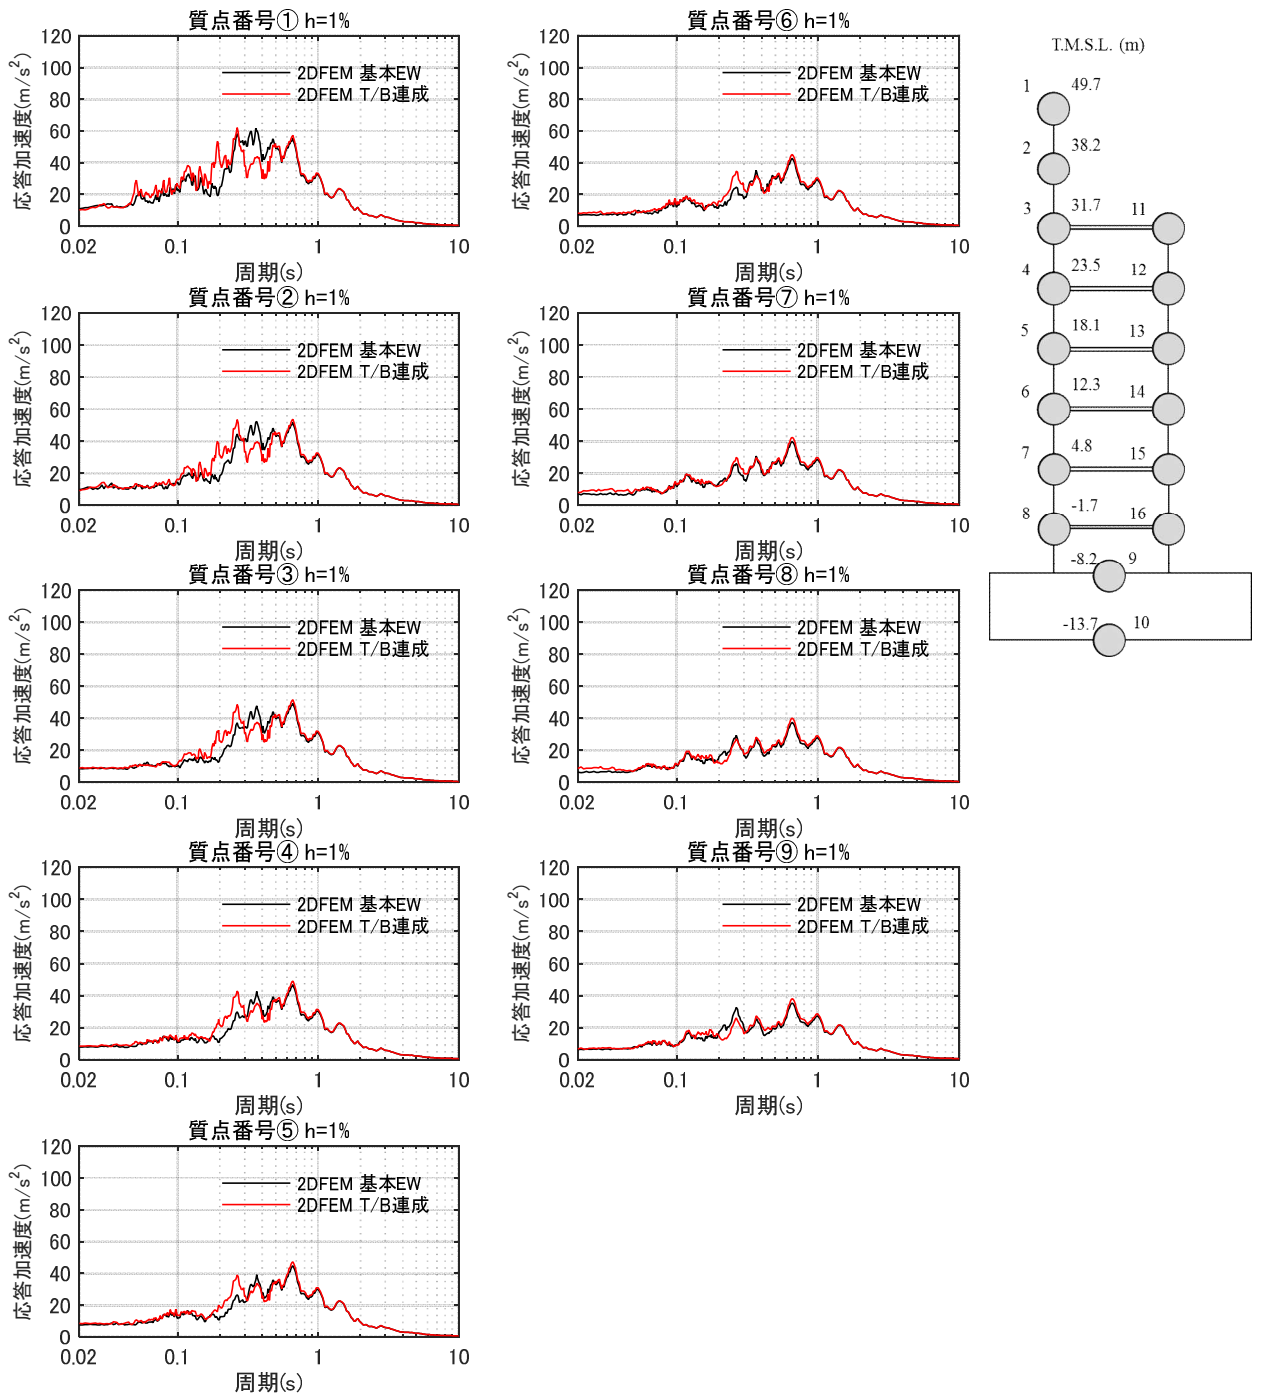 質点番号① h=1%
応答加速度(m/s²)
120
100
80
60
40
20
0
2DFEM 基本EW
2DFEM T/B連成
0.02 0.1 1 10
周期(s)
質点番号② h=1%
応答加速度(m/s²)
120
100
80
60
40
20
0
2DFEM 基本EW
2DFEM T/B連成
0.02 0.1 1 10
周期(s)
質点番号③ h=1%
応答加速度(m/s²)
120
100
80
60
40
20
0
2DFEM 基本EW
2DFEM T/B連成
0.02 0.1 1 10
周期(s)
質点番号④ h=1%
応答加速度(m/s²)
120
100
80
60
40
20
0
2DFEM 基本EW
2DFEM T/B連成
0.02 0.1 1 10
周期(s)
質点番号⑤ h=1%
応答加速度(m/s²)
120
100
80
60
40
20
0
2DFEM 基本EW
2DFEM T/B連成
0.02 0.1 1 10
周期(s)
質点番号⑥ h=1%
応答加速度(m/s²)
120
100
80
60
40
20
0
2DFEM 基本EW
2DFEM T/B連成
0.02 0.1 1 10
周期(s)
質点番号⑦ h=1%
応答加速度(m/s²)
120
100
80
60
40
20
0
2DFEM 基本EW
2DFEM T/B連成
0.02 0.1 1 10
周期(s)
質点番号⑧ h=1%
応答加速度(m/s²)
120
100
80
60
40
20
0
2DFEM 基本EW
2DFEM T/B連成
0.02 0.1 1 10
周期(s)
質点番号⑨ h=1%
応答加速度(m/s²)
120
100
80
60
40
20
0
2DFEM 基本EW
2DFEM T/B連成
0.02 0.1 1 10
周期(s)
T.M.S.L. (m)
1 49.7
2 38.2
3 31.7 11
4 23.5 12
5 18.1 13
6 12.3 14
7 4.8 15
8 -1.7 16
-8.2 9
-13.7 10